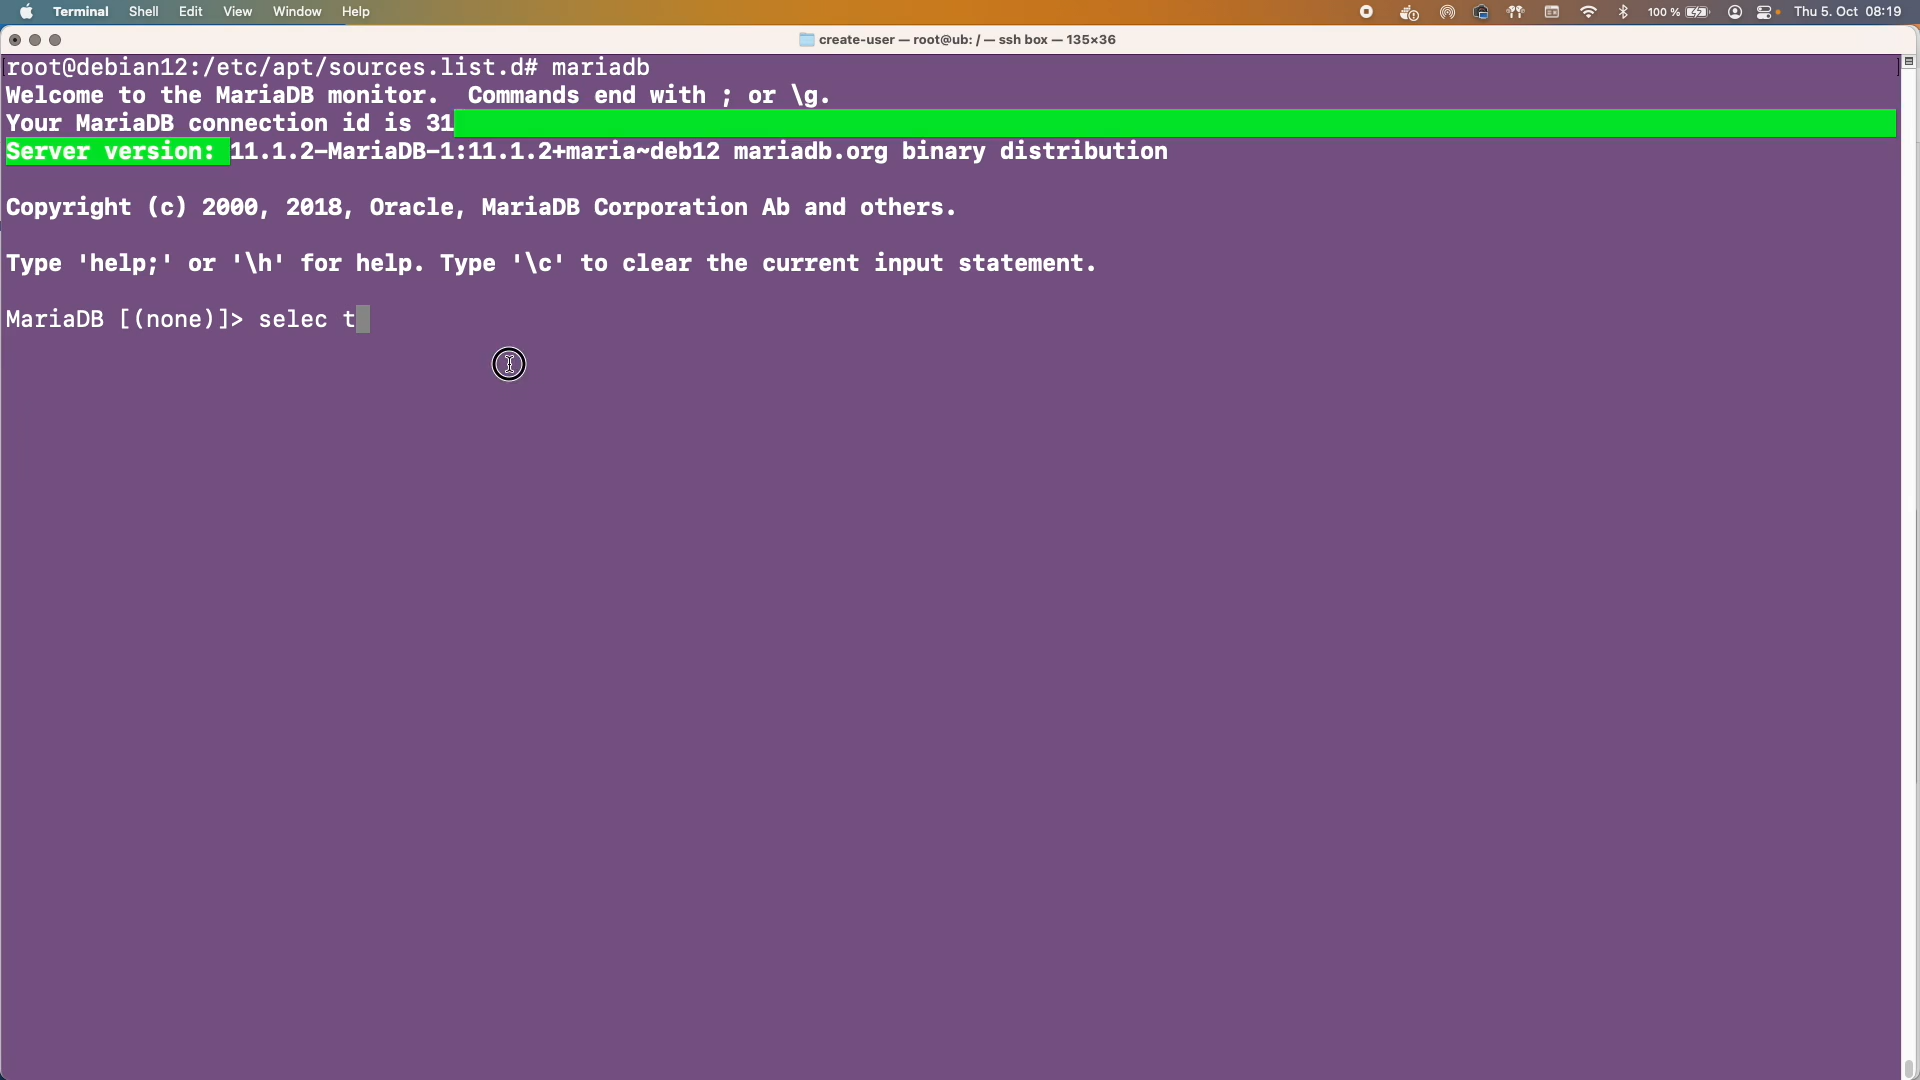 Terminal Shell Edit View Window Help 100 % Thu 5. Oct 08:19
create-user — root@ub: / — ssh box — 135×36
[root@debian12:/etc/apt/sources.list.d# mariadb ]
Welcome to the MariaDB monitor.  Commands end with ; or \g.
Your MariaDB connection id is 31
Server version: 11.1.2-MariaDB-1:11.1.2+maria~deb12 mariadb.org binary distribution
Copyright (c) 2000, 2018, Oracle, MariaDB Corporation Ab and others.
Type 'help;' or '\h' for help. Type '\c' to clear the current input statement.
MariaDB [(none)]> selec t